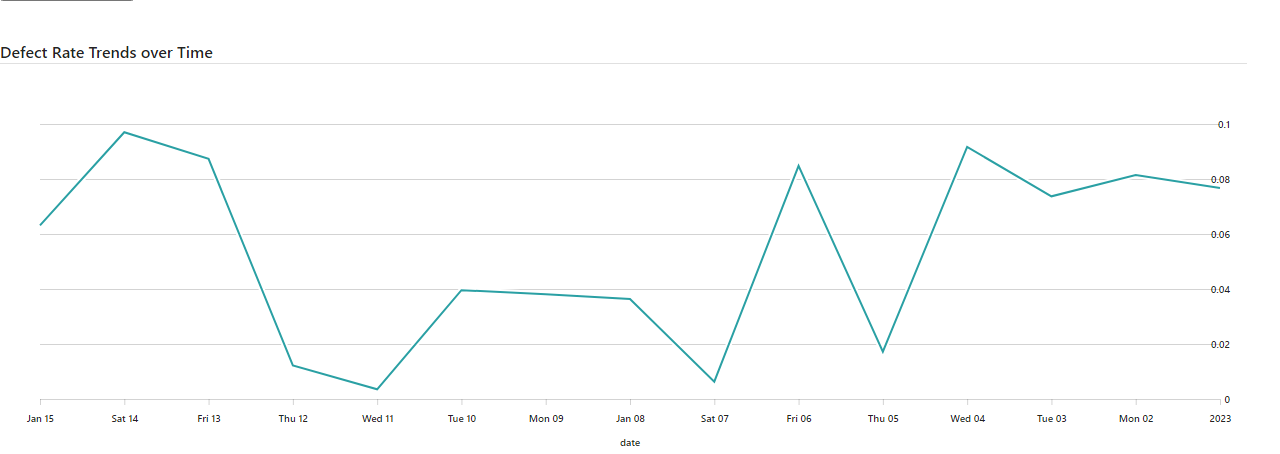 Defect Rate Trends over Time
0.1
0.08
0.06
0.04
0.02
0
Jan 15 Sat 14 Fri 13 Thu 12 Wed 11 Tue 10 Mon 09 Jan 08 Sat 07 Fri 06 Thu 05 Wed 04 Tue 03 Mon 02 2023
date